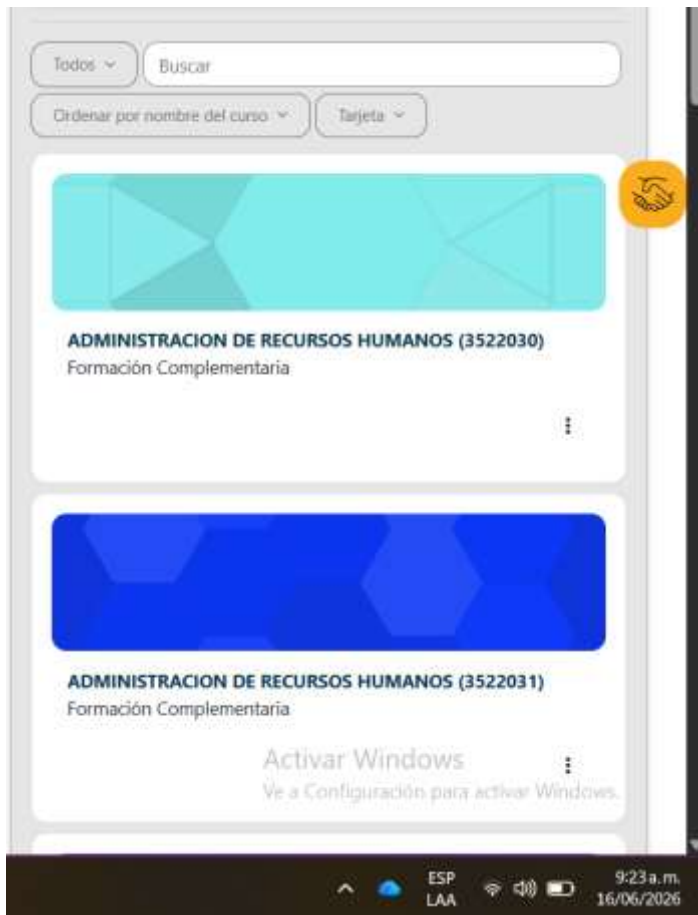 Todos
Buscar
Ordenar por nombre del curso
Tarjeta
ADMINISTRACION DE RECURSOS HUMANOS (3522030)
Formación Complementaria
ADMINISTRACION DE RECURSOS HUMANOS (3522031)
Formación Complementaria
Activar Windows
Ve a Configuración para activar Windows.
ESP
LAA
9:23 a. m.
16/06/2026